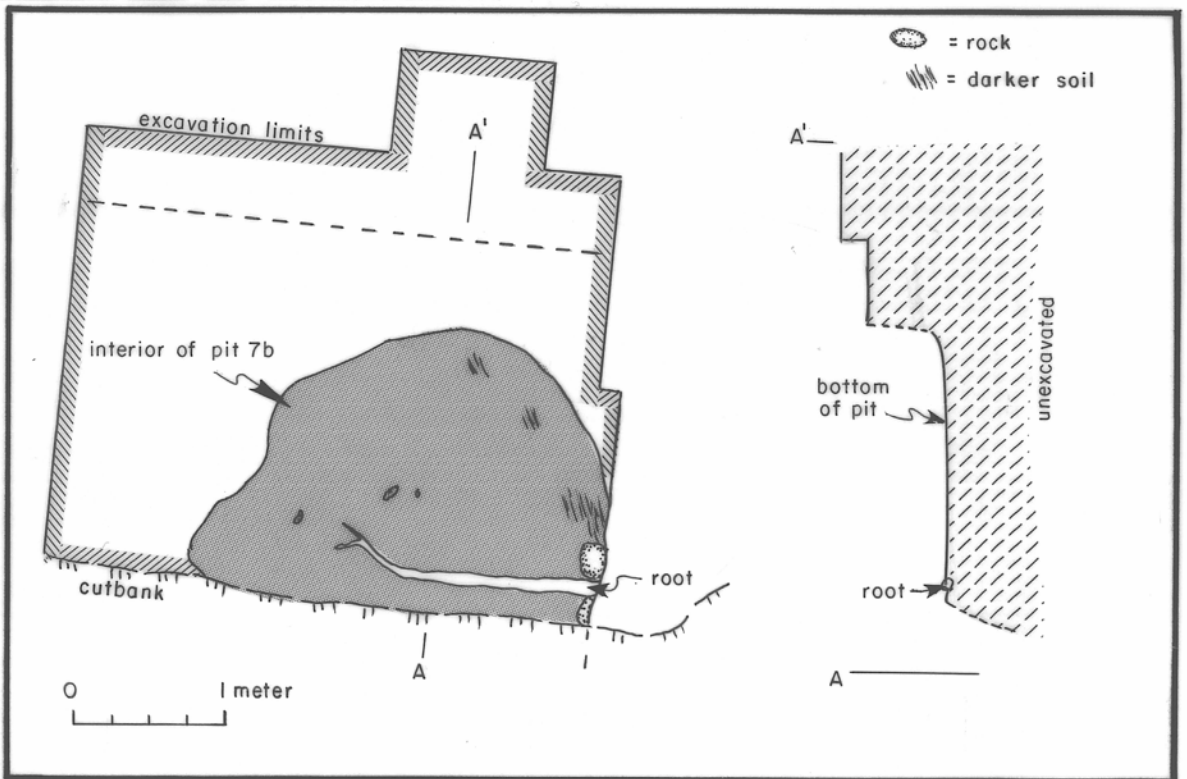 = rock
= darker soil
excavation limits
A'
A'
interior of pit 7b
bottom
of pit
unexcavated
root
root
cutbank
A
A
0 1 meter